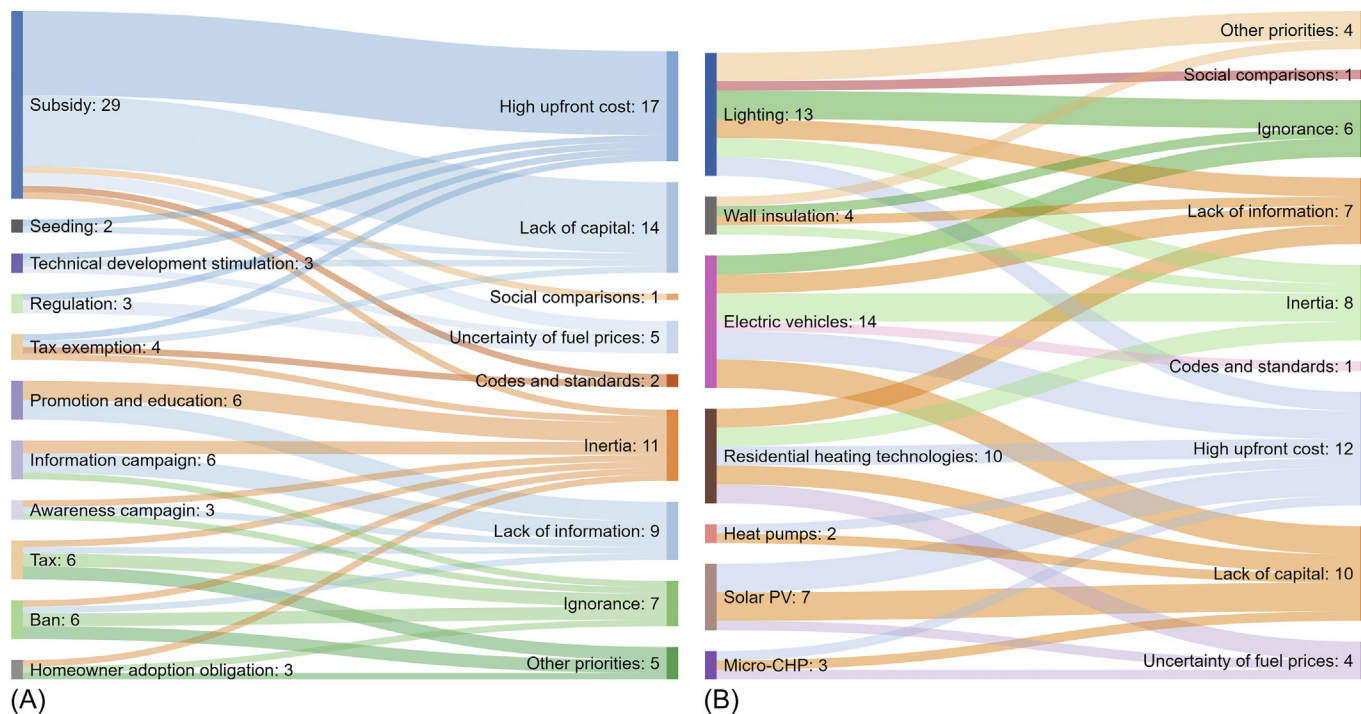 Subsidy: 29
Seeding: 2
Technical development stimulation: 3
Regulation: 3
Tax exemption: 4
Promotion and education: 6
Information campaign: 6
Awareness campagin: 3
Tax: 6
Ban: 6
Homeowner adoption obligation: 3
High upfront cost: 17
Lack of capital: 14
Social comparisons: 1
Uncertainty of fuel prices: 5
Codes and standards: 2
Inertia: 11
Lack of information: 9
Ignorance: 7
Other priorities: 5
(A)
Lighting: 13
Wall insulation: 4
Electric vehicles: 14
Residential heating technologies: 10
Heat pumps: 2
Solar PV: 7
Micro-CHP: 3
Other priorities: 4
Social comparisons: 1
Ignorance: 6
Lack of information: 7
Inertia: 8
Codes and standards: 1
High upfront cost: 12
Lack of capital: 10
Uncertainty of fuel prices: 4
(B)